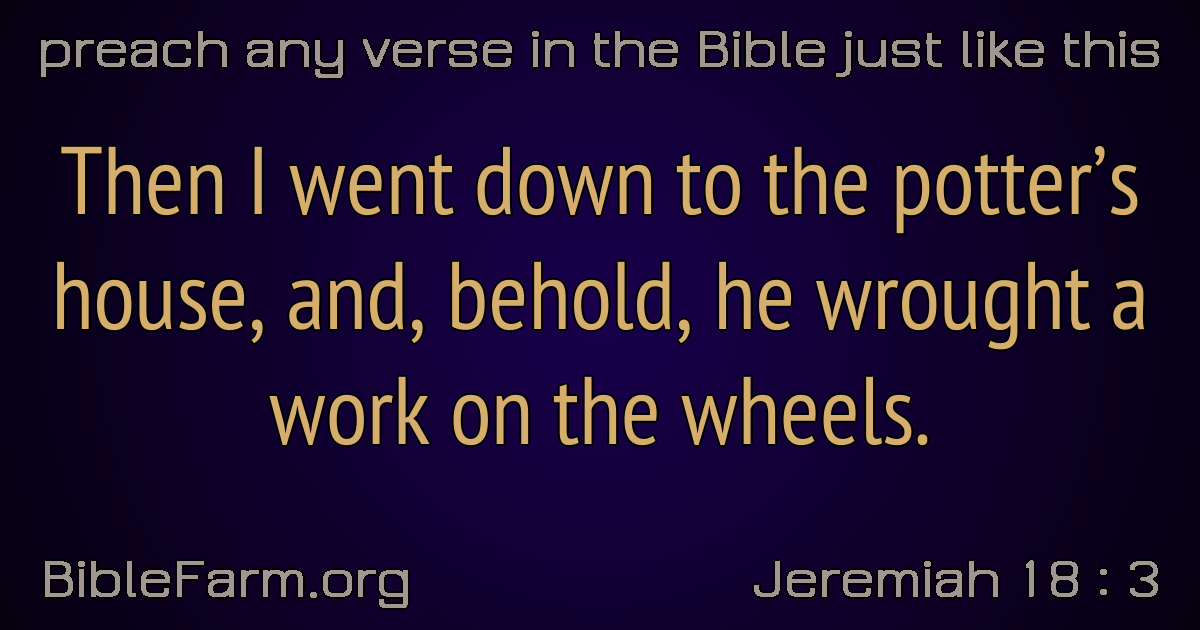 preach any verse in the Bible just like this
Then I went down to the potter’s
house, and, behold, he wrought a
work on the wheels.
BibleFarm.org
Jeremiah 18 : 3